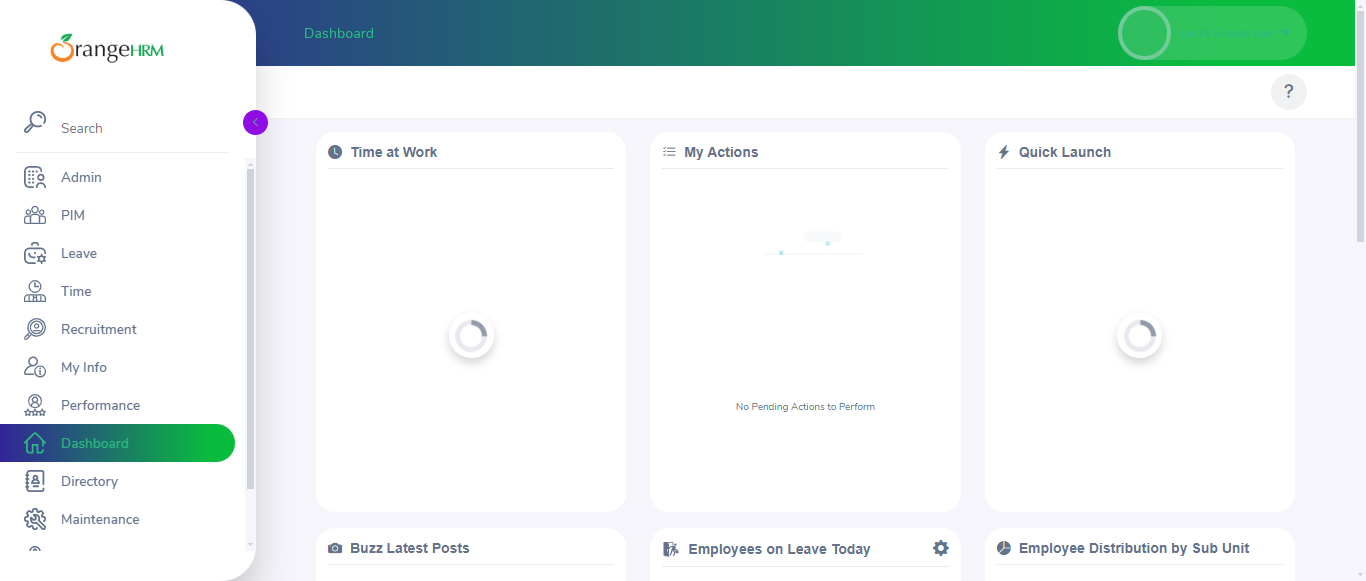 OrangeHRM
Dashboard
Search
?
Time at Work
My Actions
Quick Launch
Admin
PIM
Leave
Time
Recruitment
My Info
No Pending Actions to Perform
Performance
Dashboard
Directory
Maintenance
Buzz Latest Posts
Employees on Leave Today
Employee Distribution by Sub Unit